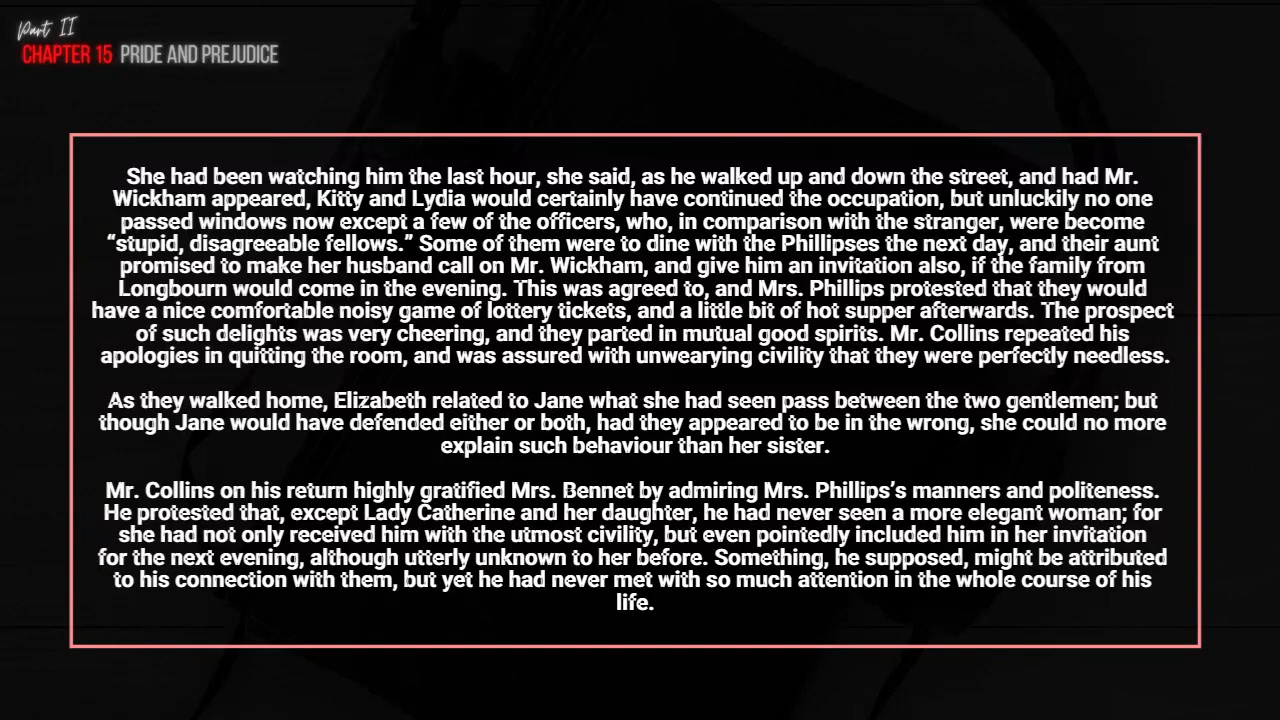 Part II
CHAPTER 15 PRIDE AND PREJUDICE
She had been watching him the last hour, she said, as he walked up and down the street, and had Mr.
Wickham appeared, Kitty and Lydia would certainly have continued the occupation, but unluckily no one
passed windows now except a few of the officers, who, in comparison with the stranger, were become
“stupid, disagreeable fellows.” Some of them were to dine with the Phillipses the next day, and their aunt
promised to make her husband call on Mr. Wickham, and give him an invitation also, if the family from
Longbourn would come in the evening. This was agreed to, and Mrs. Phillips protested that they would
have a nice comfortable noisy game of lottery tickets, and a little bit of hot supper afterwards. The prospect
of such delights was very cheering, and they parted in mutual good spirits. Mr. Collins repeated his
apologies in quitting the room, and was assured with unwearying civility that they were perfectly needless.
As they walked home, Elizabeth related to Jane what she had seen pass between the two gentlemen; but
though Jane would have defended either or both, had they appeared to be in the wrong, she could no more
explain such behaviour than her sister.
Mr. Collins on his return highly gratified Mrs. Bennet by admiring Mrs. Phillips’s manners and politeness.
He protested that, except Lady Catherine and her daughter, he had never seen a more elegant woman; for
she had not only received him with the utmost civility, but even pointedly included him in her invitation
for the next evening, although utterly unknown to her before. Something, he supposed, might be attributed
to his connection with them, but yet he had never met with so much attention in the whole course of his
life.